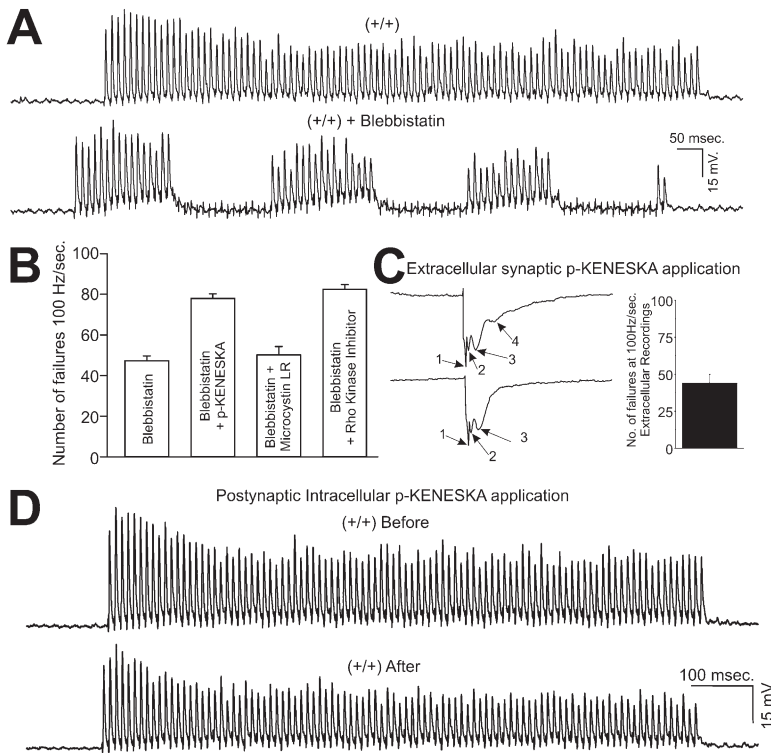 A
(+/+)
(+/+) + Blebbistatin
50 msec.
15 mV.
B
Number of failures 100 Hz/sec.
100
80
60
40
20
0
Blebbistatin
Blebbistatin
+ p-KENESKA
Blebbistatin +
Microcystin LR
Blebbistatin
+ Rho Kinase Inhibitor
C
Extracellular synaptic p-KENESKA application
1
2
3
4
1
2
3
No. of failures at 100Hz/sec.
Extracellular Recordings
100
75
50
25
0
D
Postynaptic Intracellular p-KENESKA application
(+/+) Before
(+/+) After
100 msec.
15 mV